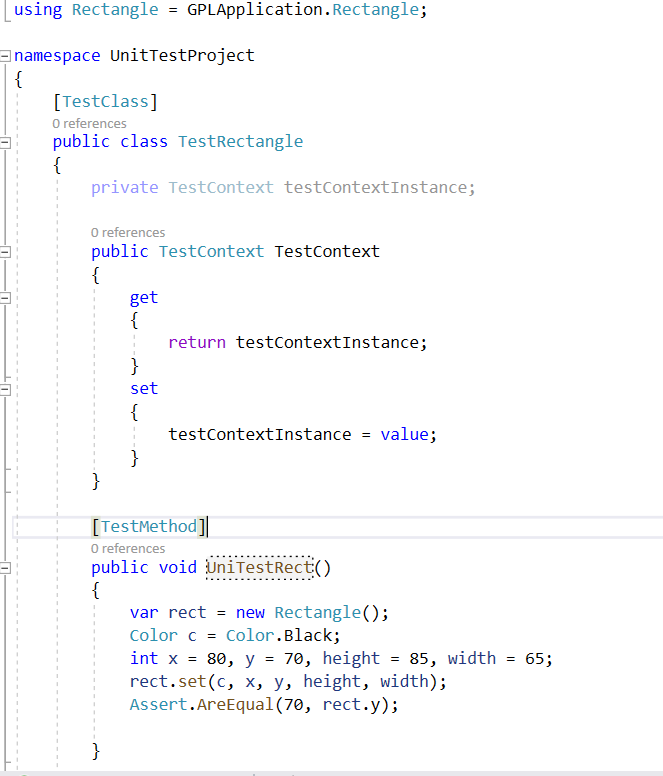 using Rectangle = GPLApplication.Rectangle;
namespace UnitTestProject
{
[TestClass]
0 references
public class TestRectangle
{
private TestContext testContextInstance;
0 references
public TestContext TestContext
{
get
{
return testContextInstance;
}
set
{
testContextInstance = value;
}
}
[TestMethod]
0 references
public void UniTestRect()
{
var rect = new Rectangle();
Color c = Color.Black;
int x = 80, y = 70, height = 85, width = 65;
rect.set(c, x, y, height, width);
Assert.AreEqual(70, rect.y);
}